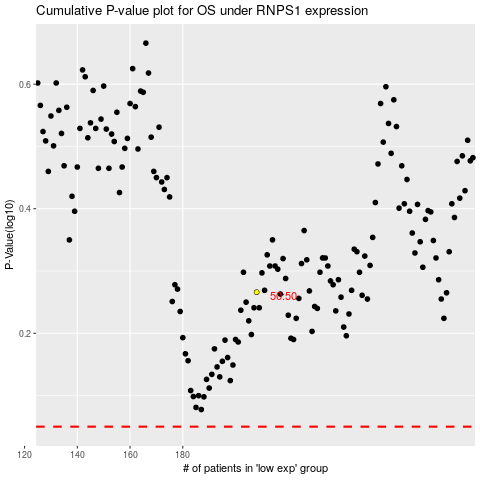 Cumulative P-value plot for OS under RNPS1 expression
P-Value(log10)
0.6
0.4
0.2
50:50
120 140 160 180
# of patients in 'low exp' group